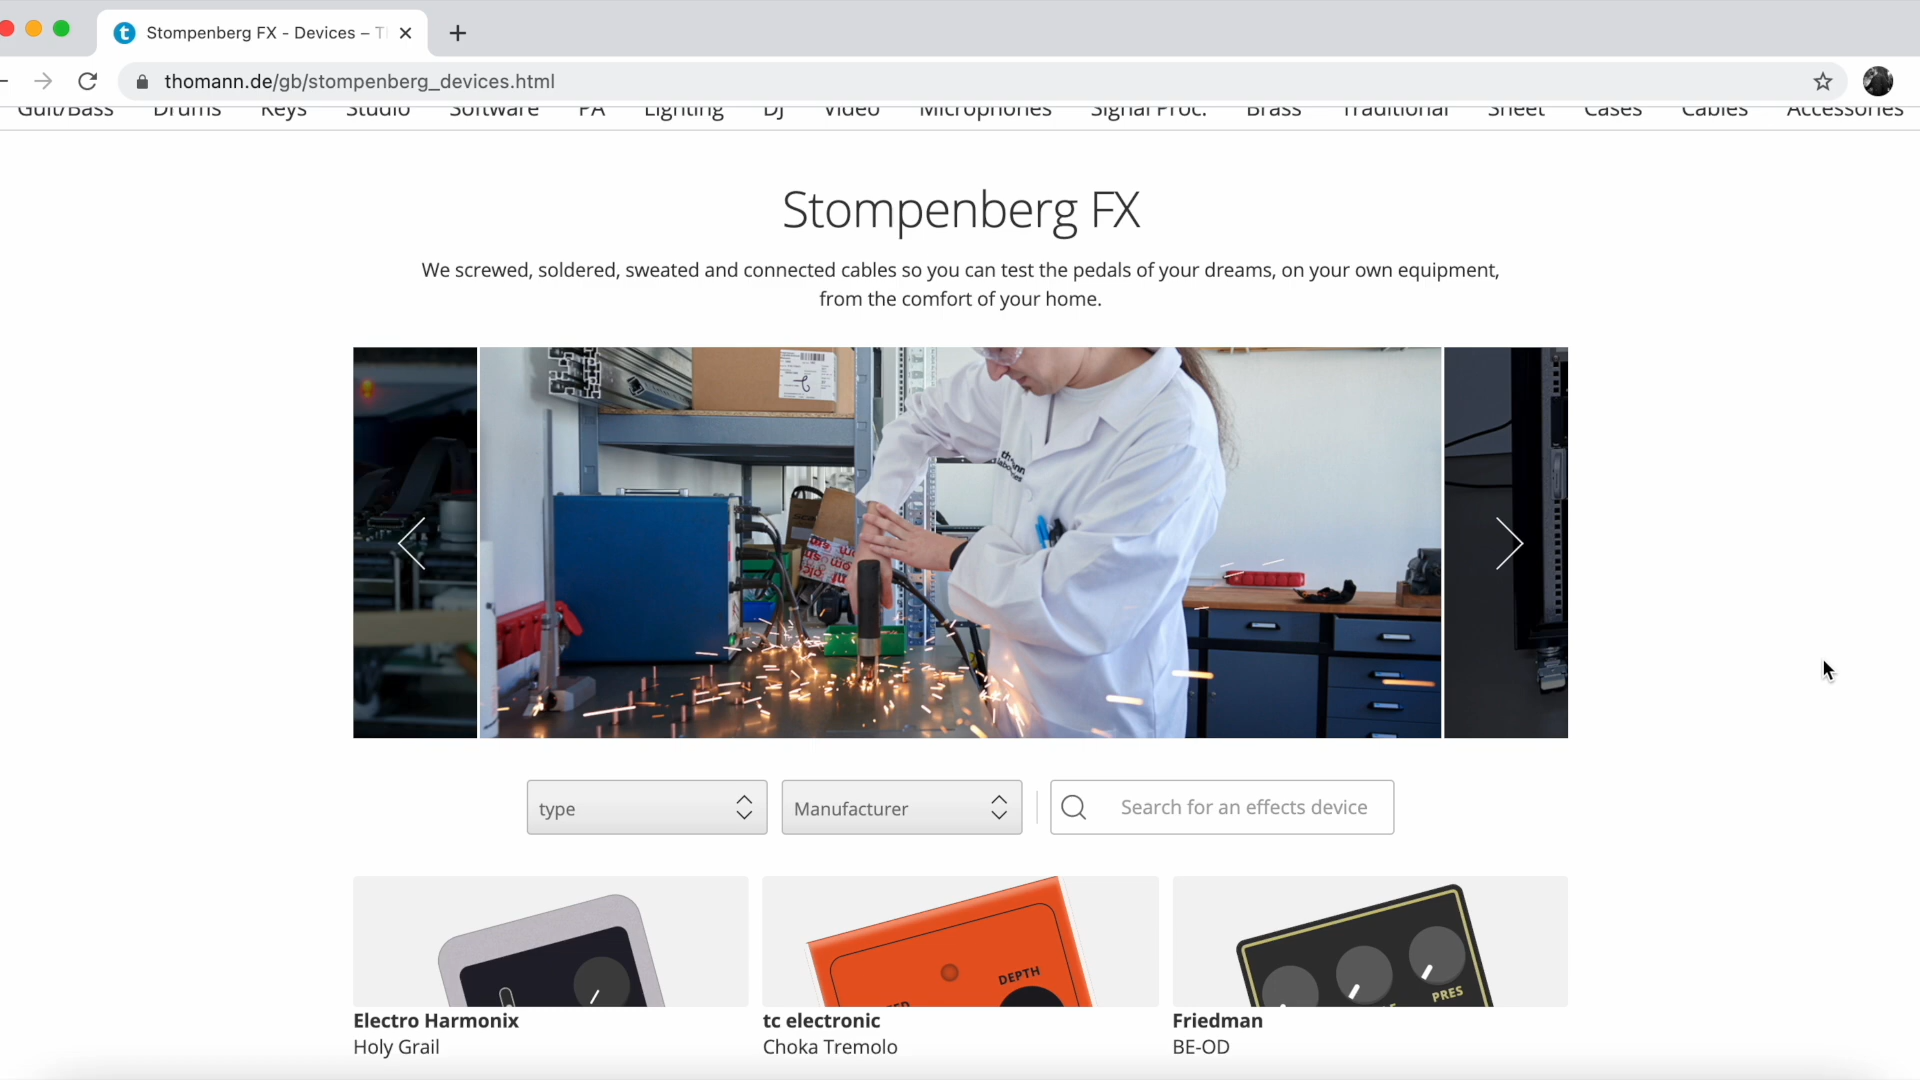 Stompenberg FX - Devices –
thomann.de/gb/stompenberg_devices.html
Guit/Bass Drums Keys Studio Software PA Lighting DJ Video Microphones Signal Proc. Brass Traditional Sheet Cases Cables Accessories
Stompenberg FX
We screwed, soldered, sweated and connected cables so you can test the pedals of your dreams, on your own equipment,
from the comfort of your home.
type
Manufacturer
Search for an effects device
DEPTH
PRES
Electro Harmonix
Holy Grail
tc electronic
Choka Tremolo
Friedman
BE-OD